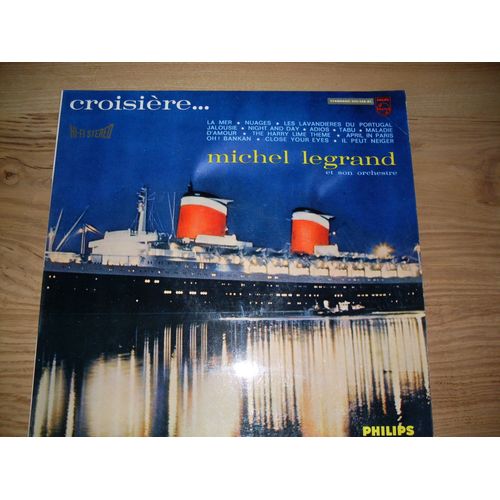 croisière...
HI-FI STEREO
LA MER • NUAGES • LES LAVANDIERES DU PORTUGAL
JALOUSIE • NIGHT AND DAY • ADIOS • TABU • MALADIE
D'AMOUR • THE HARRY LIME THEME • APRIL IN PARIS
OH! BANKAN • CLOSE YOUR EYES • IL PEUT NEIGER
michel legrand
et son orchestre
PHILIPS